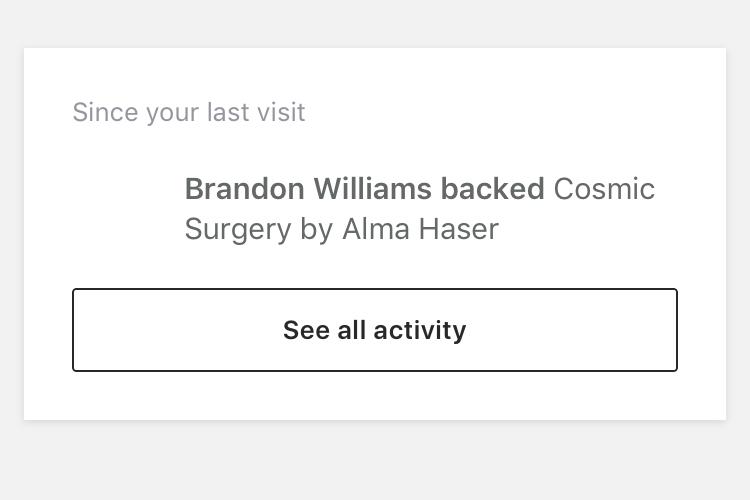 Since your last visit
Brandon Williams backed Cosmic
Surgery by Alma Haser
See all activity